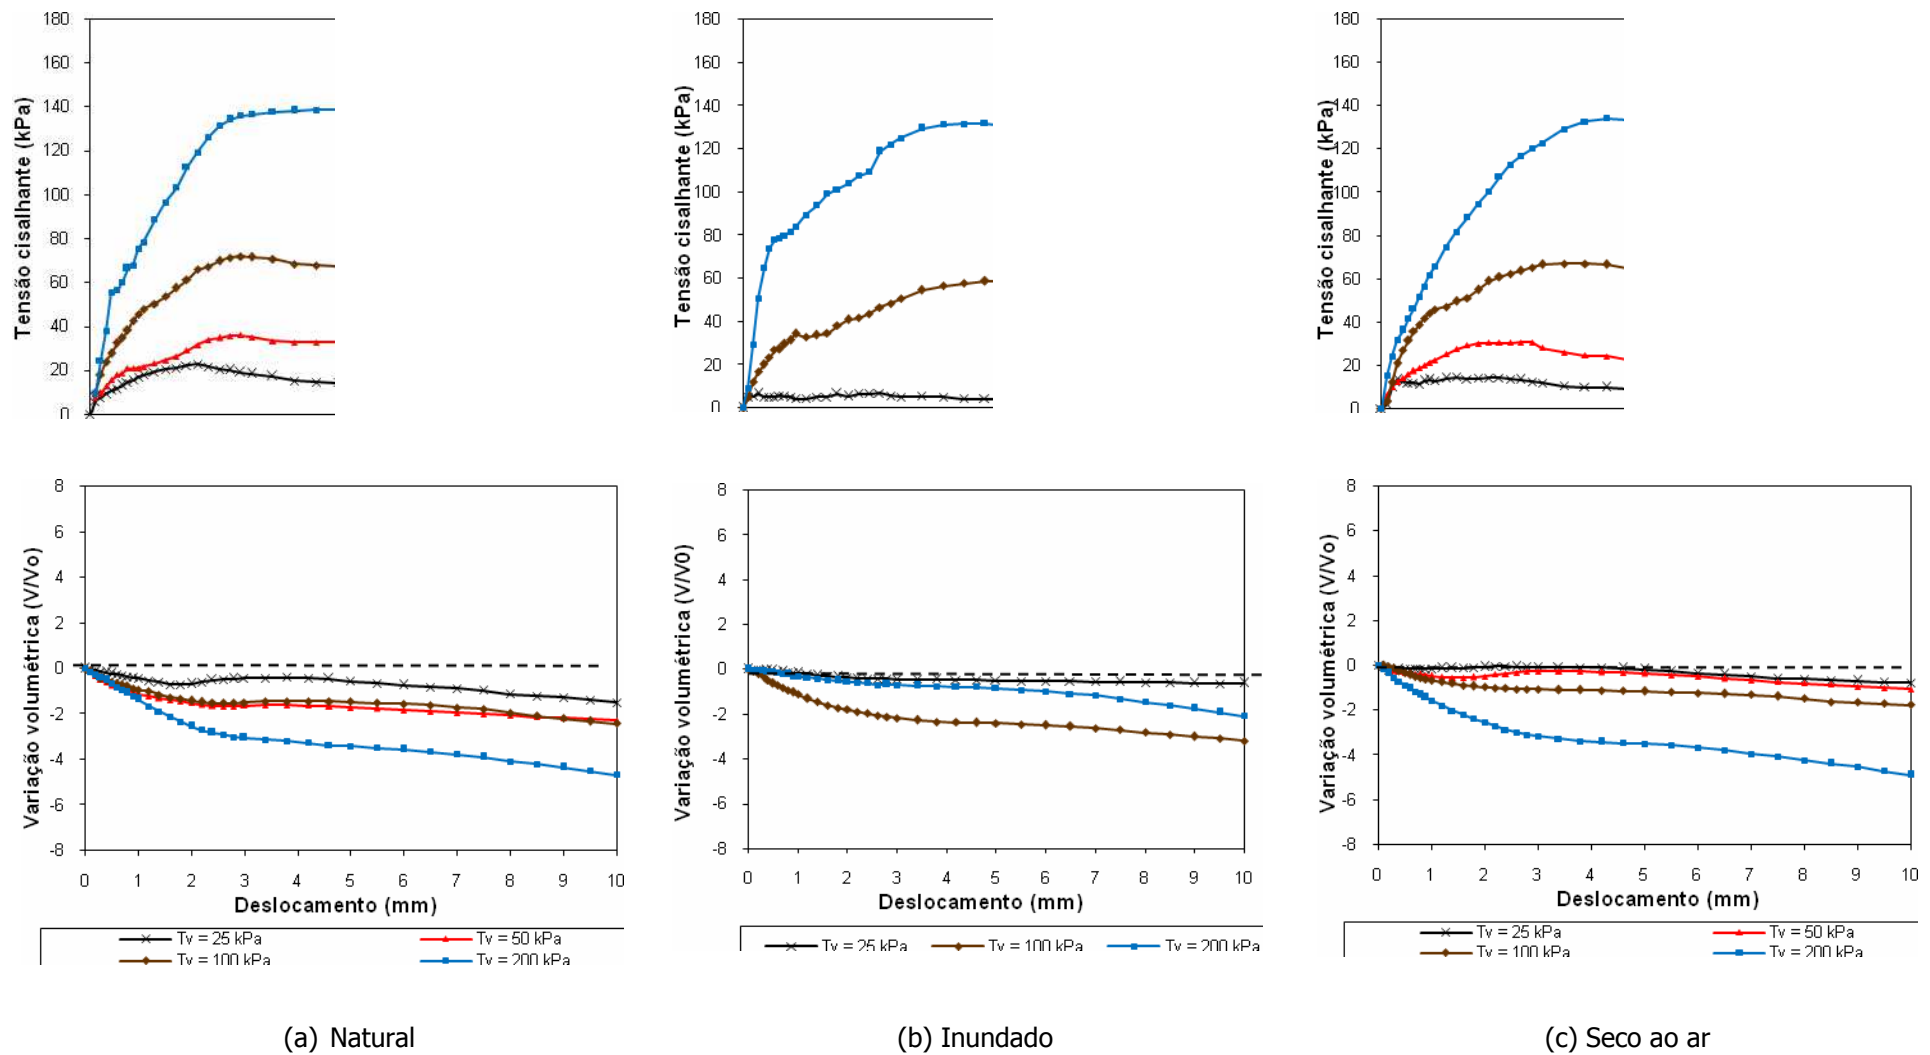 180
160
140
120
100
80
60
40
20
0
Tensão cisalhante (kPa)
180
160
140
120
100
80
60
40
20
0
Tensão cisalhante (kPa)
180
160
140
120
100
80
60
40
20
0
Tensão cisalhante (kPa)
8
6
4
2
0
-2
-4
-6
-8
Variação volumétrica (V/Vo)
0 1 2 3 4 5 6 7 8 9 10
Deslocamento (mm)
Tv = 25 kPa
Tv = 50 kPa
Tv = 100 kPa
Tv = 200 kPa
8
6
4
2
0
-2
-4
-6
-8
Variação volumétrica (V/V0)
0 1 2 3 4 5 6 7 8 9 10
Deslocamento (mm)
Tv = 25 kPa Tv = 100 kPa Tv = 200 kPa
8
6
4
2
0
-2
-4
-6
-8
Variação volumétrica (V/Vo)
0 1 2 3 4 5 6 7 8 9 10
Deslocamento (mm)
Tv = 25 kPa
Tv = 50 kPa
Tv = 100 kPa
Tv = 200 kPa
(a) Natural
(b) Inundado
(c) Seco ao ar